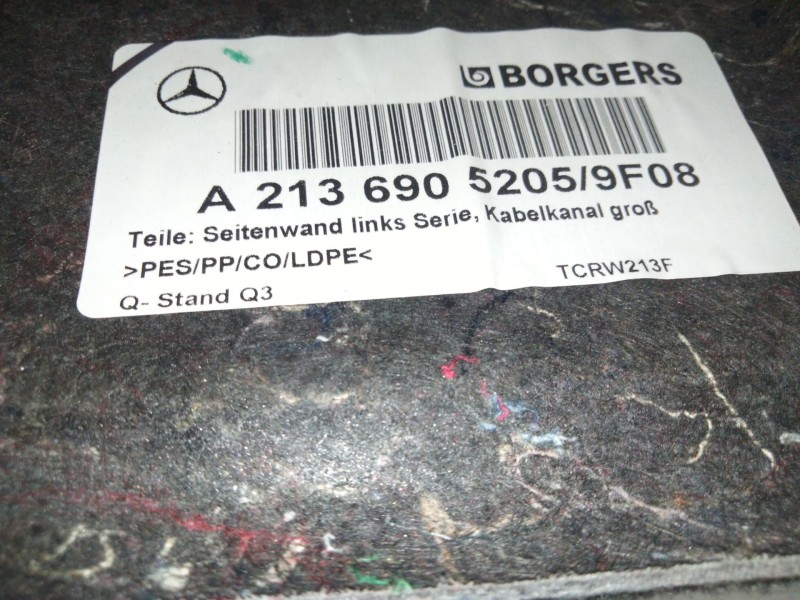 BORGERS
A 213 690 5205/9F08
Teile: Seitenwand links Serie, Kabelkanal groß
>PES/PP/CO/LDPE<
TCRW213F
Q- Stand Q3